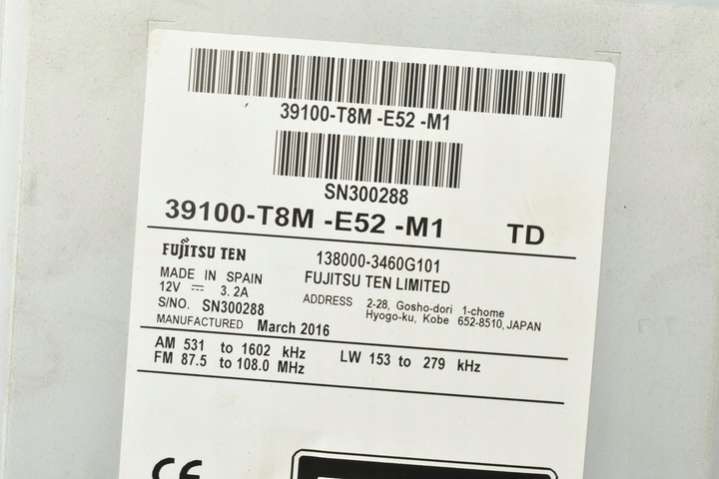 39100-T8M -E52 -M1
SN300288
39100-T8M -E52 -M1 TD
FUJITSU TEN 138000-3460G101
MADE IN SPAIN FUJITSU TEN LIMITED
12V ⎓ 3.2A ADDRESS 2-28, Gosho-dori 1-chome
S/NO. SN300288 Hyogo-ku, Kobe 652-8510, JAPAN
MANUFACTURED March 2016
AM 531 to 1602 kHz LW 153 to 279 kHz
FM 87.5 to 108.0 MHz
CE